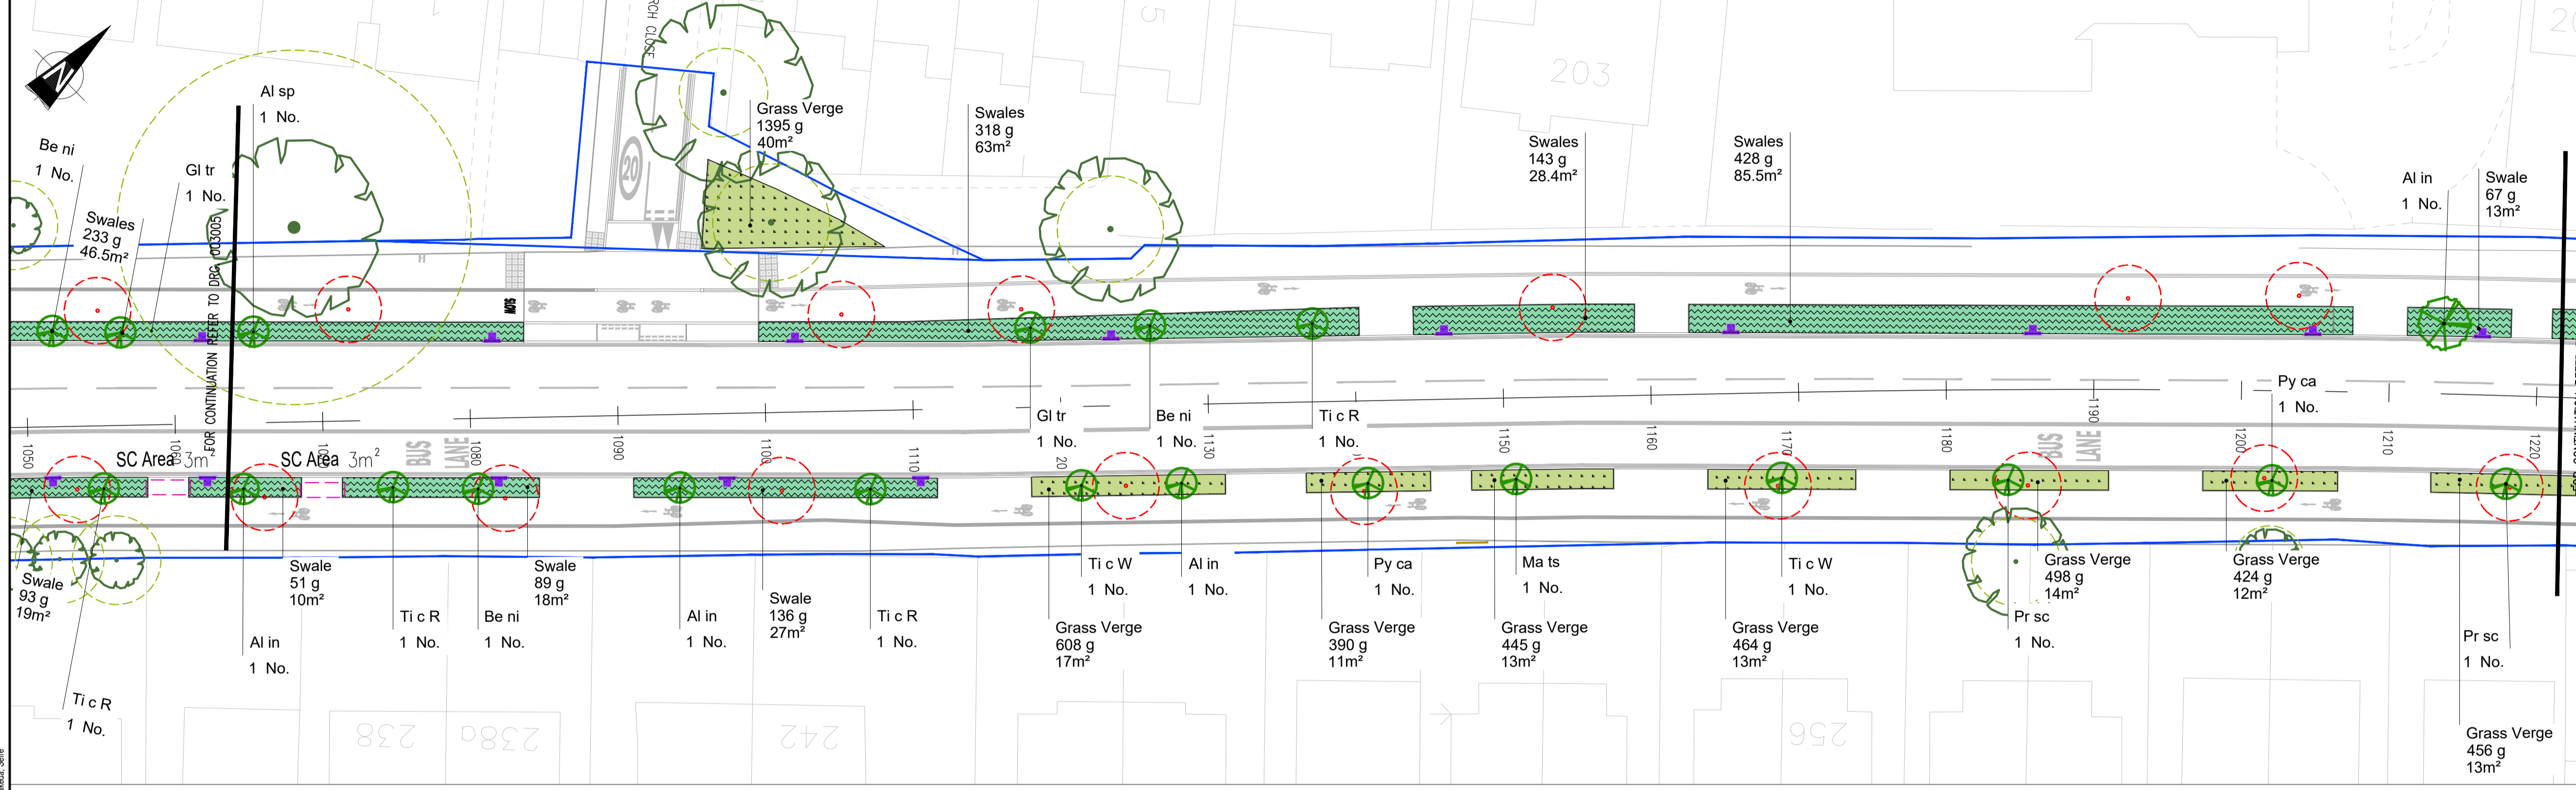 RCH CLOSE
5
203
20
N
Al sp
1 No.
Be ni
1 No.
Gl tr
1 No.
Swales
233 g
46.5m²
Grass Verge
1395 g
40m²
20
Swales
318 g
63m²
Swales
143 g
28.4m²
Swales
428 g
85.5m²
Al in
1 No.
Swale
67 g
13m²
FOR CONTINUATION REFER TO DRG 003005
SLOW
Py ca
1 No.
Gl tr
1 No.
Be ni
1 No.
Ti c R
1 No.
1050
1060
1080
1090
1100
1110
20
1130
1150
1160
1170
1180
1190
1200
1210
1220
SC Area 3m²
SC Area 3m²
BUS
LANE
BUS
LANE
Swale
93 g
19m²
Ti c R
1 No.
Swale
51 g
10m²
Al in
1 No.
Ti c R
1 No.
Be ni
1 No.
Swale
89 g
18m²
Al in
1 No.
Swale
136 g
27m²
Ti c R
1 No.
Ti c W
1 No.
Al in
1 No.
Grass Verge
608 g
17m²
Py ca
1 No.
Grass Verge
390 g
11m²
Ma ts
1 No.
Grass Verge
445 g
13m²
Ti c W
1 No.
Grass Verge
464 g
13m²
Grass Verge
498 g
14m²
Pr sc
1 No.
Grass Verge
424 g
12m²
Pr sc
1 No.
Grass Verge
456 g
13m²
238
238a
242
256